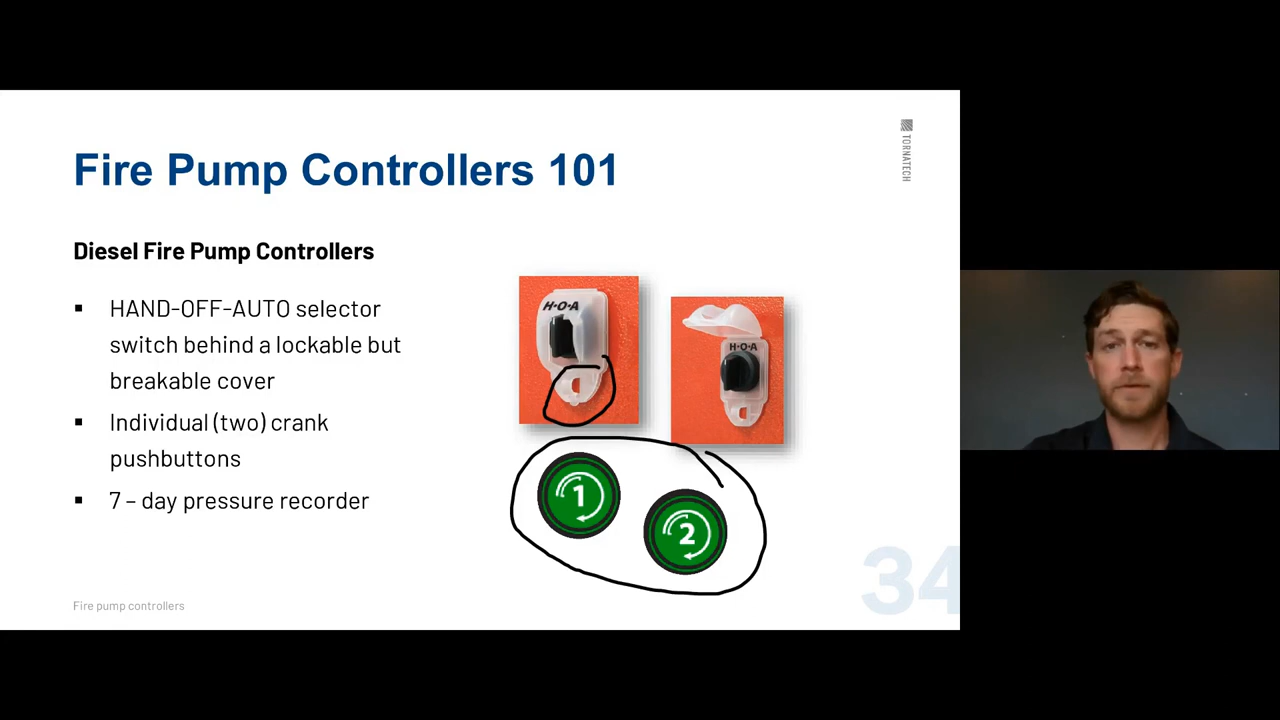 Fire Pump Controllers 101
TORNATECH
Diesel Fire Pump Controllers
▪ HAND-OFF-AUTO selector
switch behind a lockable but
breakable cover
▪ Individual (two) crank
pushbuttons
▪ 7 – day pressure recorder
H·O·A
H·O·A
1
2
Fire pump controllers
34